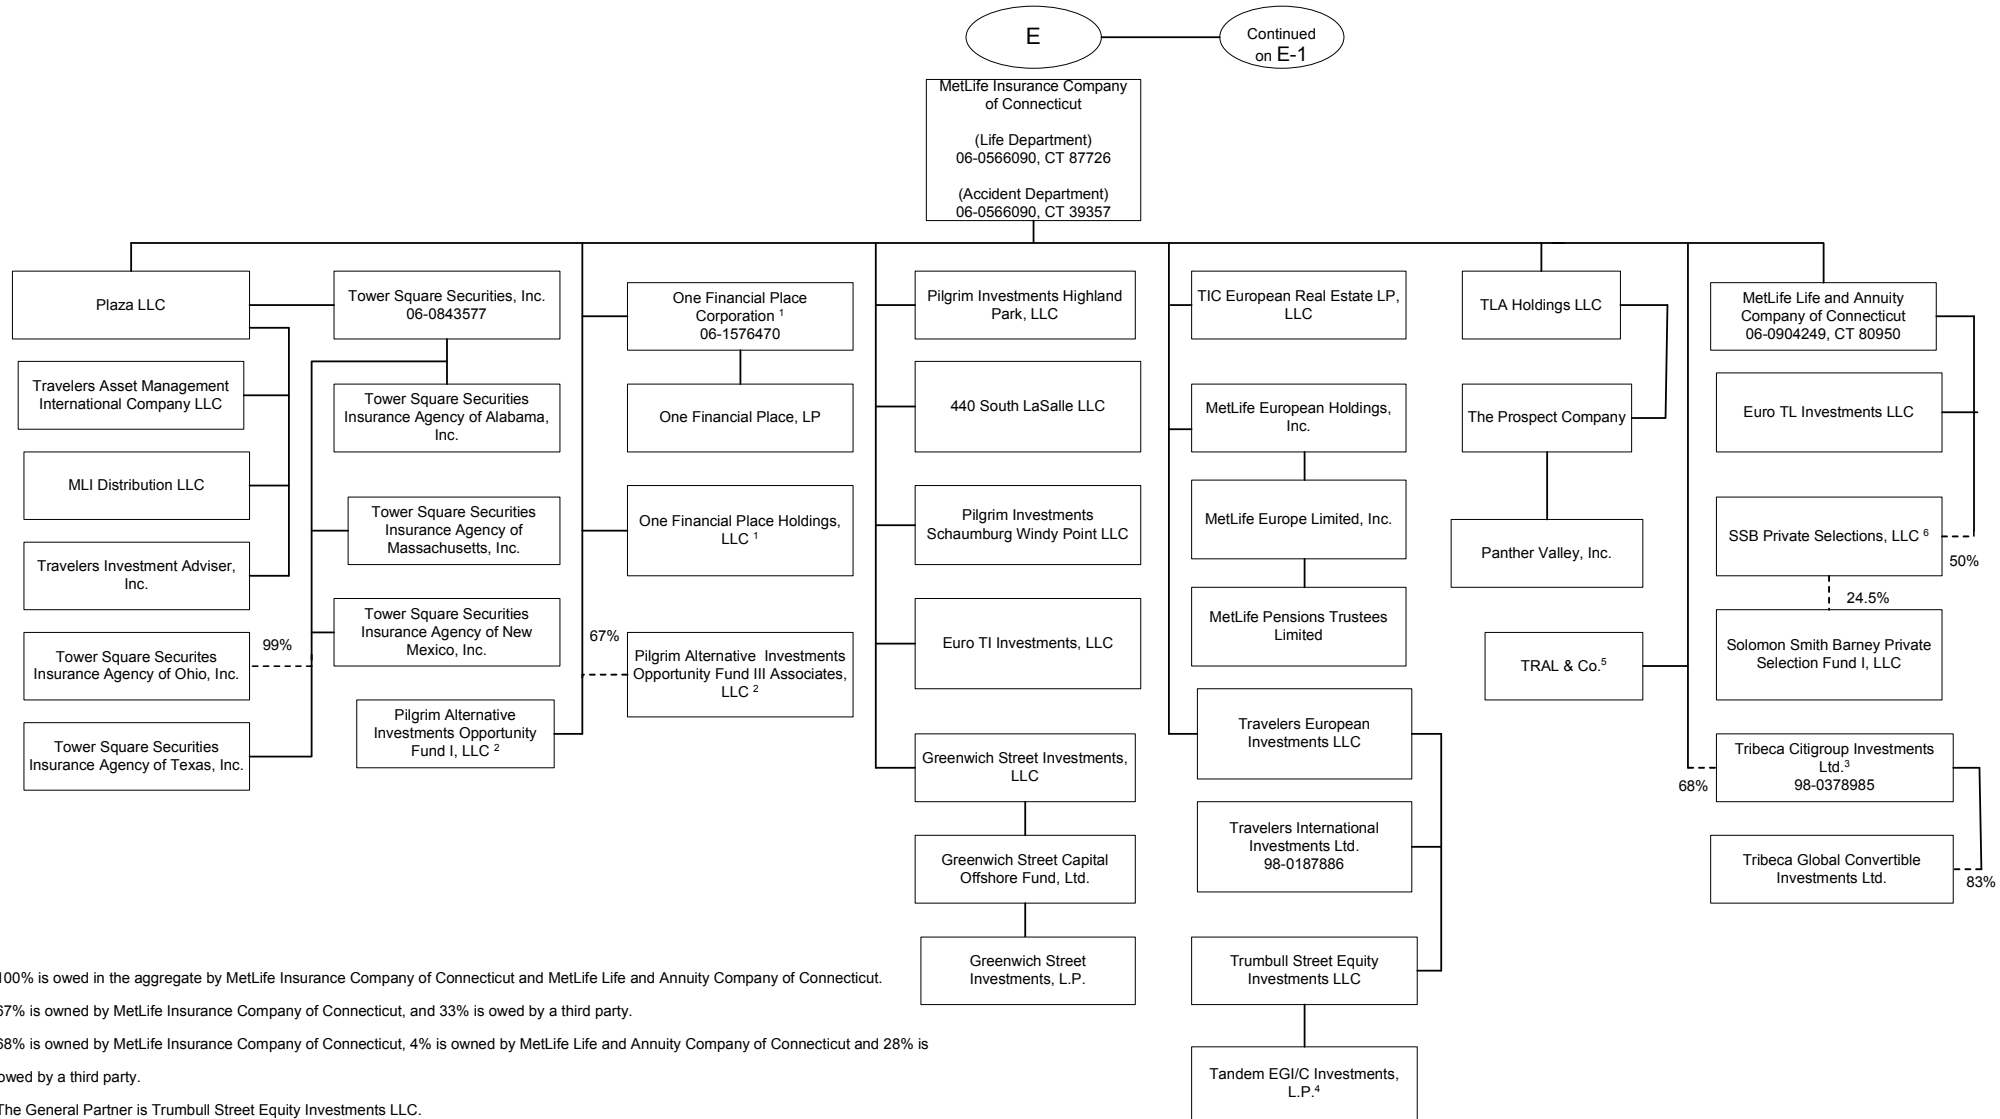 E
Continued
on E-1
MetLife Insurance Company
of Connecticut
(Life Department)
06-0566090, CT 87726
(Accident Department)
06-0566090, CT 39357
Plaza LLC
Travelers Asset Management
International Company LLC
MLI Distribution LLC
Travelers Investment Adviser,
Inc.
Tower Square Securites
Insurance Agency of Ohio, Inc.
99%
Tower Square Securities
Insurance Agency of Texas, Inc.
Tower Square Securities, Inc.
06-0843577
Tower Square Securities
Insurance Agency of Alabama,
Inc.
Tower Square Securities
Insurance Agency of
Massachusetts, Inc.
Tower Square Securities
Insurance Agency of New
Mexico, Inc.
Pilgrim Alternative
Investments Opportunity
Fund I, LLC 2
One Financial Place
Corporation 1
06-1576470
One Financial Place, LP
One Financial Place Holdings,
LLC 1
67%
Pilgrim Alternative Investments
Opportunity Fund III Associates,
LLC 2
Pilgrim Investments Highland
Park, LLC
440 South LaSalle LLC
Pilgrim Investments
Schaumburg Windy Point LLC
Euro TI Investments, LLC
Greenwich Street Investments,
LLC
Greenwich Street Capital
Offshore Fund, Ltd.
Greenwich Street
Investments, L.P.
TIC European Real Estate LP,
LLC
MetLife European Holdings,
Inc.
MetLife Europe Limited, Inc.
MetLife Pensions Trustees
Limited
Travelers European
Investments LLC
Travelers International
Investments Ltd.
98-0187886
Trumbull Street Equity
Investments LLC
Tandem EGI/C Investments,
L.P.4
TLA Holdings LLC
The Prospect Company
Panther Valley, Inc.
TRAL & Co.5
MetLife Life and Annuity
Company of Connecticut
06-0904249, CT 80950
Euro TL Investments LLC
SSB Private Selections, LLC 6
50%
24.5%
Solomon Smith Barney Private
Selection Fund I, LLC
Tribeca Citigroup Investments
Ltd.3
98-0378985
68%
Tribeca Global Convertible
Investments Ltd.
83%
100% is owed in the aggregate by MetLife Insurance Company of Connecticut and MetLife Life and Annuity Company of Connecticut.
67% is owned by MetLife Insurance Company of Connecticut, and 33% is owed by a third party.
68% is owned by MetLife Insurance Company of Connecticut, 4% is owned by MetLife Life and Annuity Company of Connecticut and 28% is
owed by a third party.
The General Partner is Trumbull Street Equity Investments LLC.